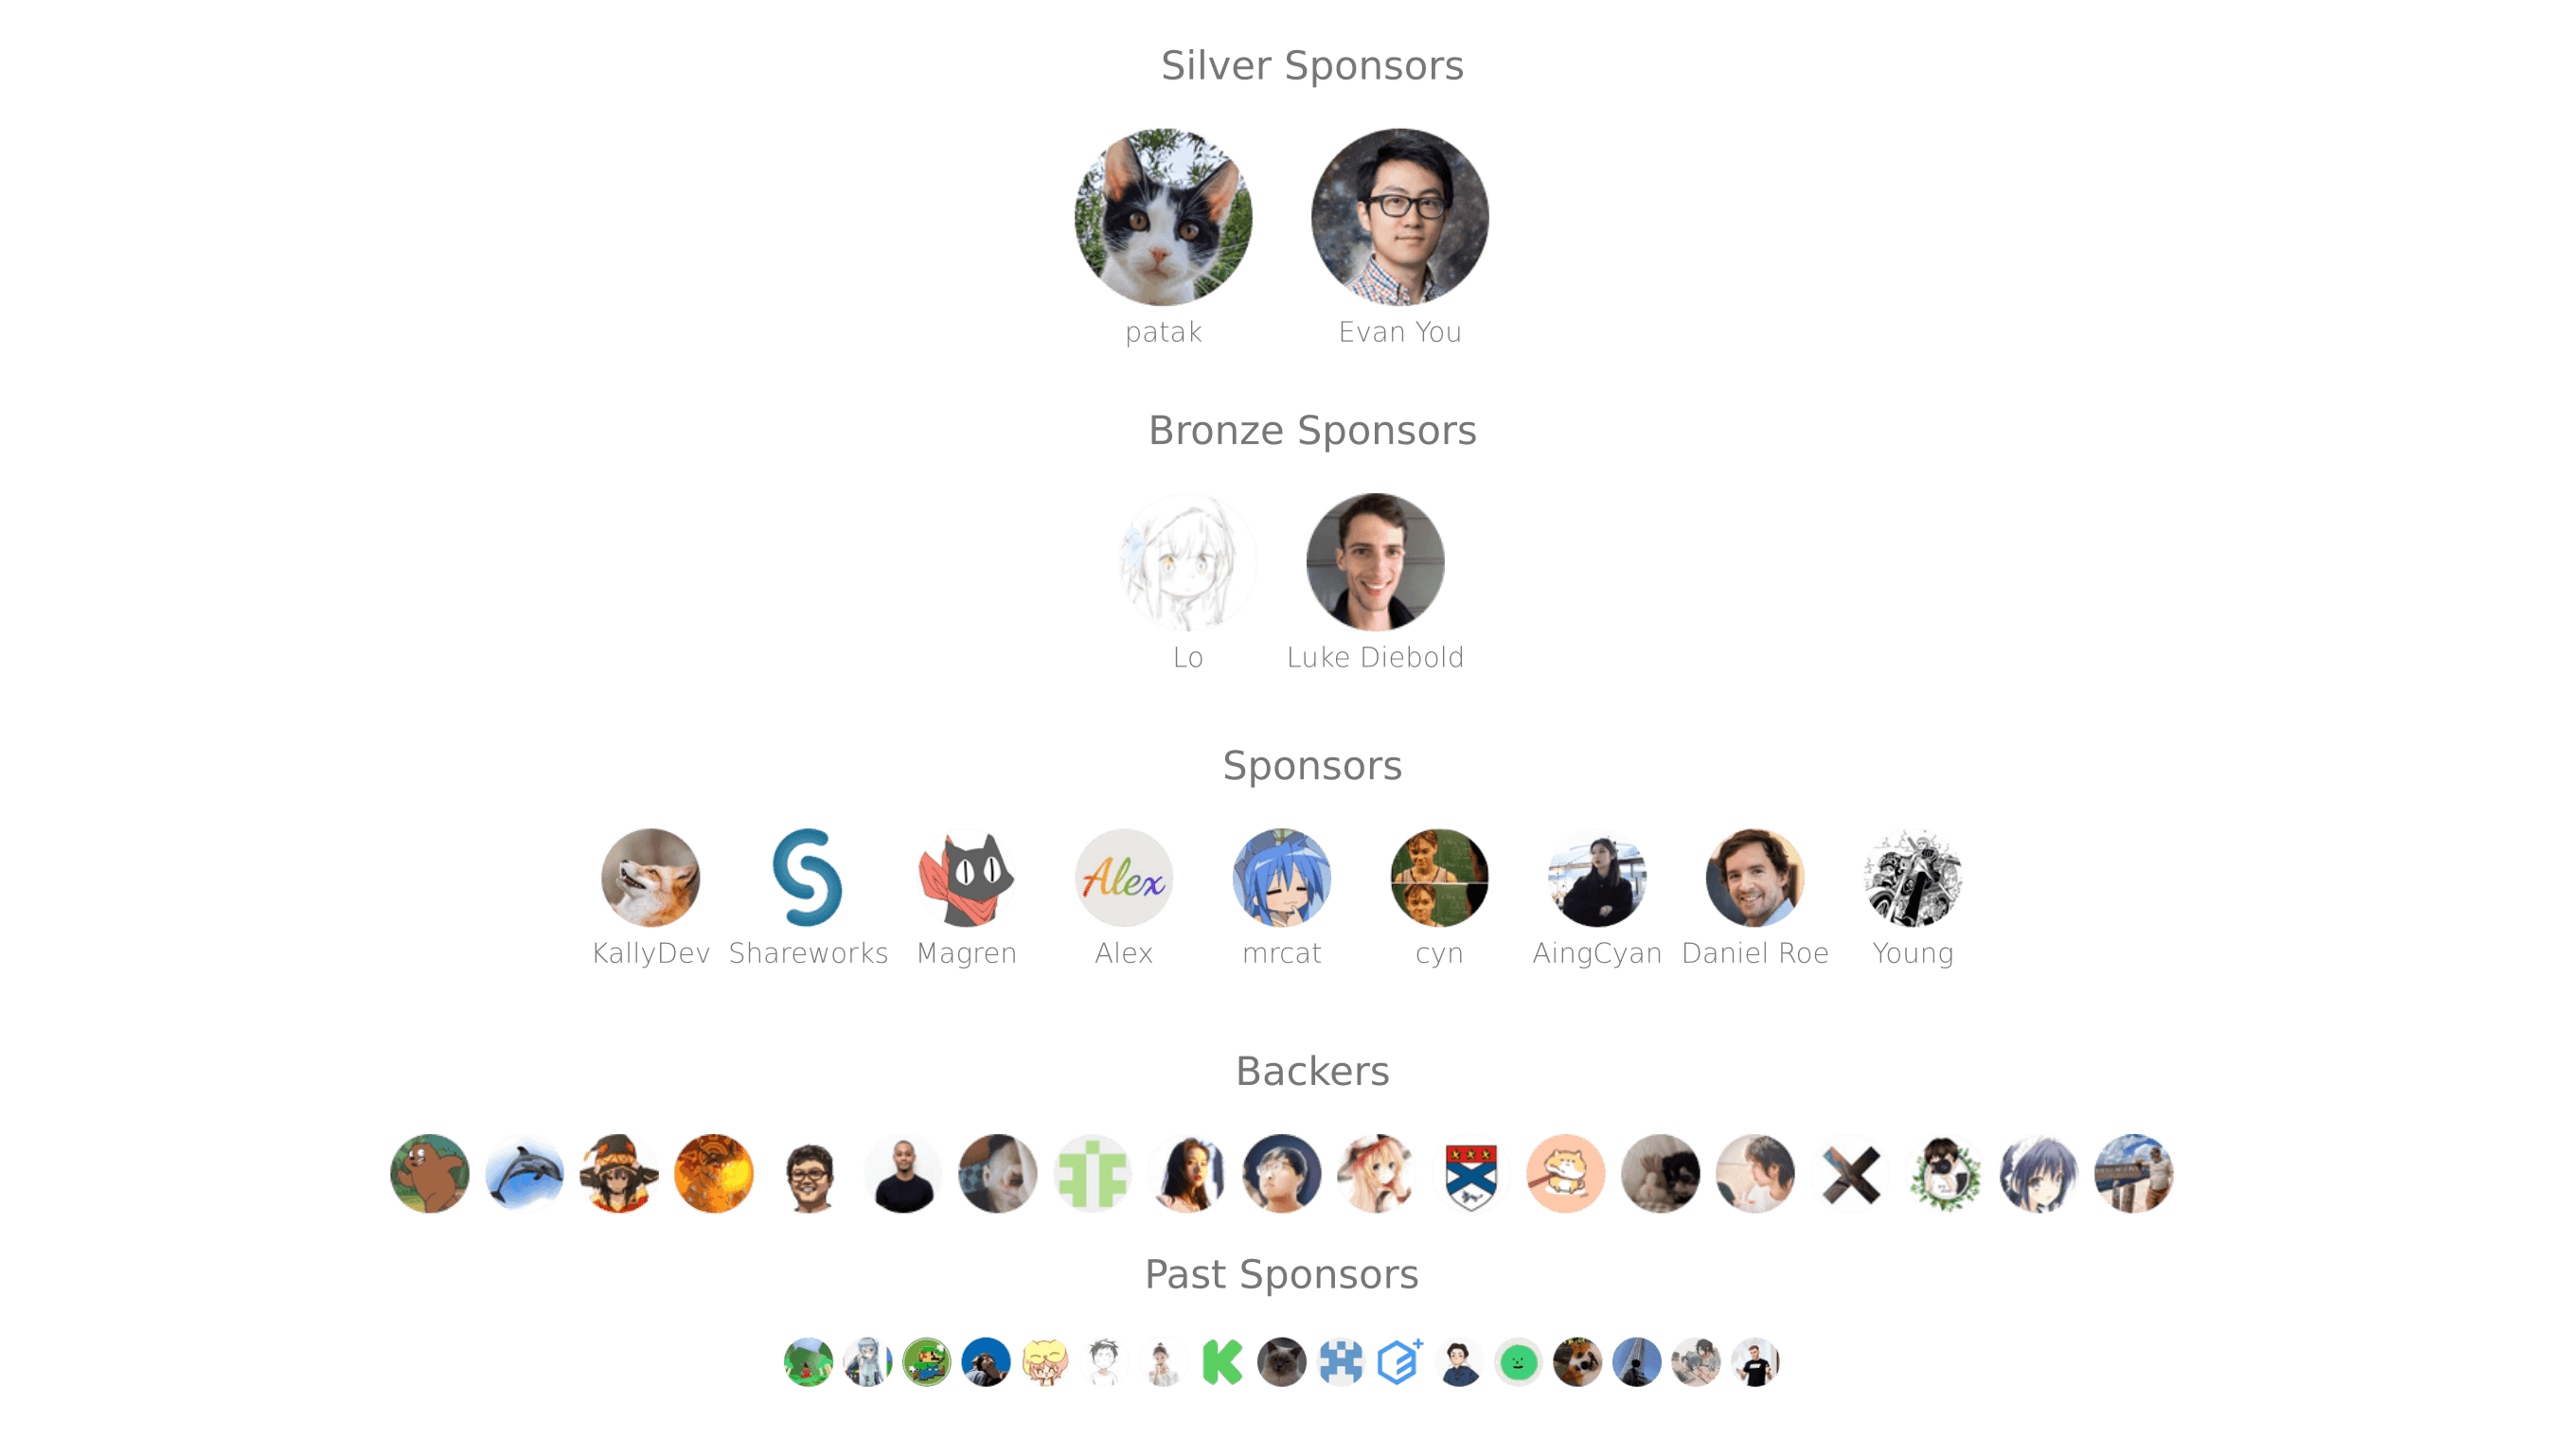 Silver Sponsors
patak
Evan You
Bronze Sponsors
Lo
Luke Diebold
Sponsors
Alex
KallyDev
Shareworks
Magren
Alex
mrcat
cyn
AingCyan
Daniel Roe
Young
Backers
Past Sponsors